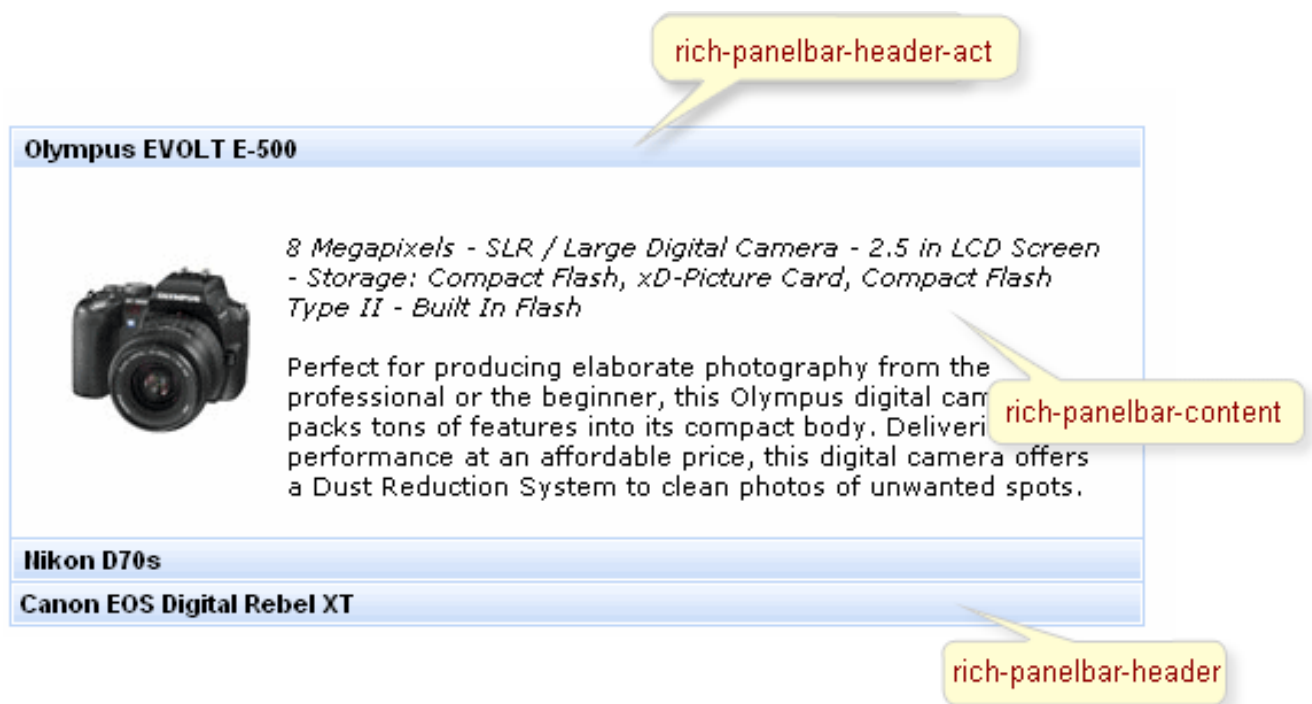 rich-panelbar-header-act
Olympus EVOLT E-500
8 Megapixels - SLR / Large Digital Camera - 2.5 in LCD Screen
- Storage: Compact Flash, xD-Picture Card, Compact Flash
Type II - Built In Flash
Perfect for producing elaborate photography from the
professional or the beginner, this Olympus digital
packs tons of features into its compact body.
rich-panelbar-content
performance at an affordable price, this digital camera offers
a Dust Reduction System to clean photos of unwanted spots.
Nikon D70s
Canon EOS Digital Rebel XT
rich-panelbar-header